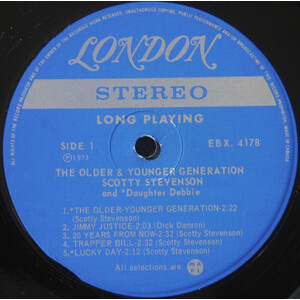 LONDON
STEREO
LONG PLAYING
SIDE 1
EBX. 4178
℗1973
THE OLDER & YOUNGER GENERATION
SCOTTY STEVENSON
and *Daughter Debbie
1.*THE OLDER-YOUNGER GENERATION-2:22
(Scotty Stevenson)
2. JIMMY JUSTICE-2:03 (Dick Damron)
3. 20 YEARS FROM NOW-2:32 (Scotty Stevenson)
4. TRAPPER BILL-2:32 (Scotty Stevenson)
5.*LUCKY DAY-2:12 (Scotty Stevenson)
All selections are: